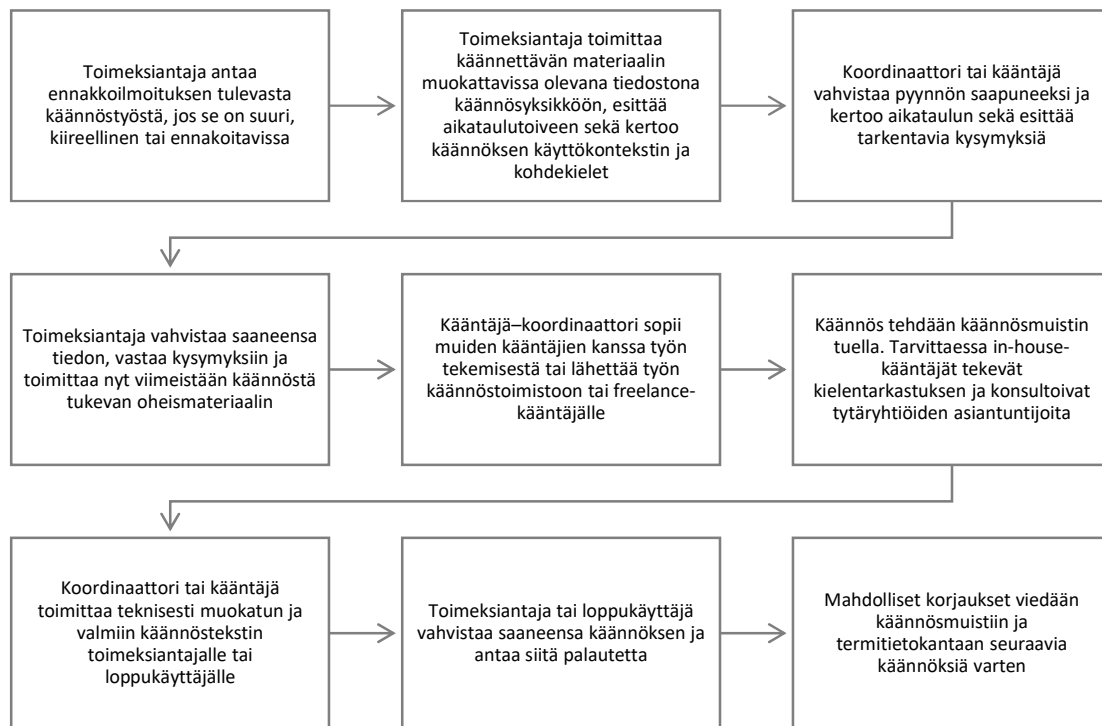 Toimeksiantaja antaa
ennakkoilmoituksen tulevasta
käännöstyöstä, jos se on suuri,
kiireellinen tai ennakoitavissa
Toimeksiantaja toimittaa
käännettävän materiaalin
muokattavissa olevana tiedostona
käännösyksikköön, esittää
aikataulutoiveen sekä kertoo
käännöksen käyttökontekstin ja
kohdekielet
Koordinaattori tai kääntäjä
vahvistaa pyynnön saapuneeksi ja
kertoo aikataulun sekä esittää
tarkentavia kysymyksiä
Toimeksiantaja vahvistaa saaneensa
tiedon, vastaa kysymyksiin ja
toimittaa nyt viimeistään käännöstä
tukevan oheismateriaalin
Kääntäjä–koordinaattori sopii
muiden kääntäjien kanssa työn
tekemisestä tai lähettää työn
käännöstoimistoon tai freelance-
kääntäjälle
Käännös tehdään käännösmuistin
tuella. Tarvittaessa in-house-
kääntäjät tekevät
kielentarkastuksen ja konsultoivat
tytäryhtiöiden asiantuntijoita
Koordinaattori tai kääntäjä
toimittaa teknisesti muokatun ja
valmiin käännöstekstin
toimeksiantajalle tai
loppukäyttäjälle
Toimeksiantaja tai loppukäyttäjä
vahvistaa saaneensa käännöksen ja
antaa siitä palautetta
Mahdolliset korjaukset viedään
käännösmuistiin ja
termitietokantaan seuraavia
käännöksiä varten